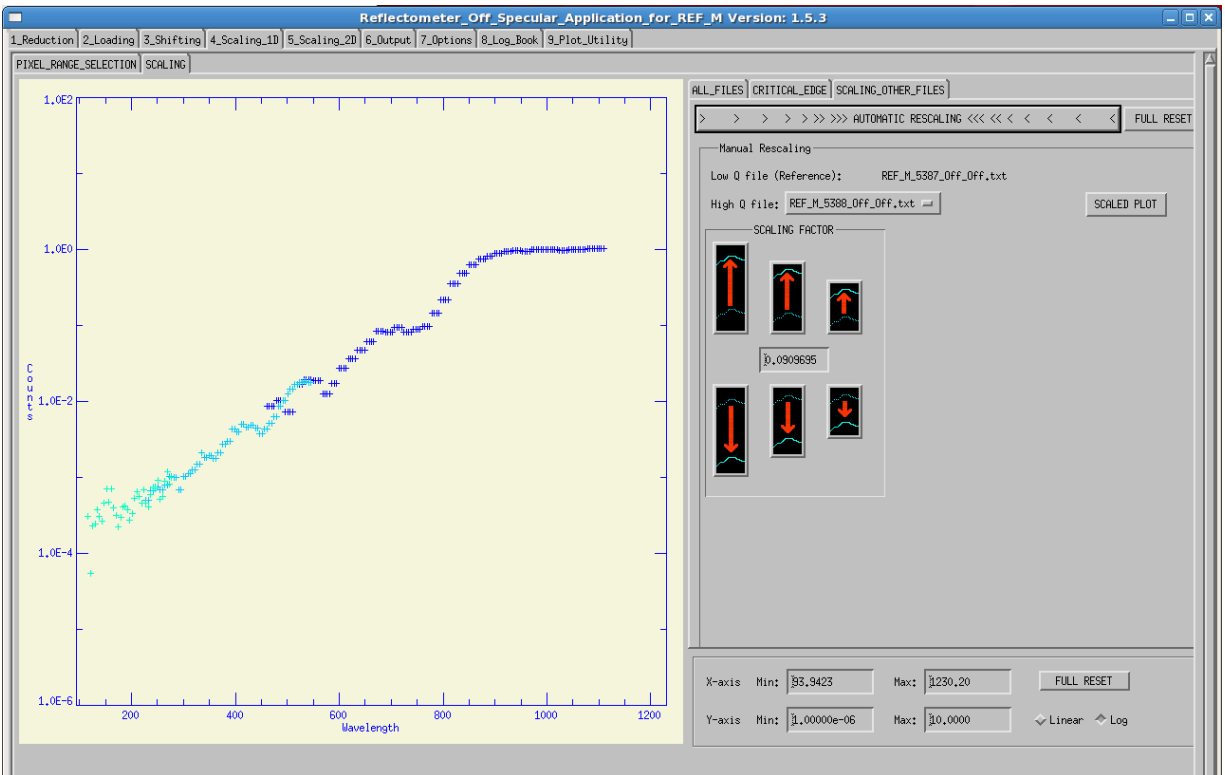 Reflectometer_Off_Specular_Application_for_REF_M Version: 1.5.3
1_Reduction 2_Loading 3_Shifting 4_Scaling_1D 5_Scaling_2D 6_Output 7_Options 8_Log_Book 9_Plot_Utility
PIXEL_RANGE_SELECTION SCALING
1.0E2
1.0E0
1.0E-2
1.0E-4
1.0E-6
Counts
200 400 600 800 1000 1200
Wavelength
ALL_FILES CRITICAL_EDGE SCALING_OTHER_FILES
> > > > >> >>> AUTOMATIC RESCALING <<< << < < < < <
FULL RESET
Manual Rescaling
Low Q file (Reference): REF_M_5387_Off_Off.txt
High Q file: REF_M_5388_Off_Off.txt
SCALED PLOT
SCALING FACTOR
0.0909695
X-axis Min: 93.9423 Max: 1230.20 FULL RESET
Y-axis Min: 1.00000e-06 Max: 10.0000 Linear Log